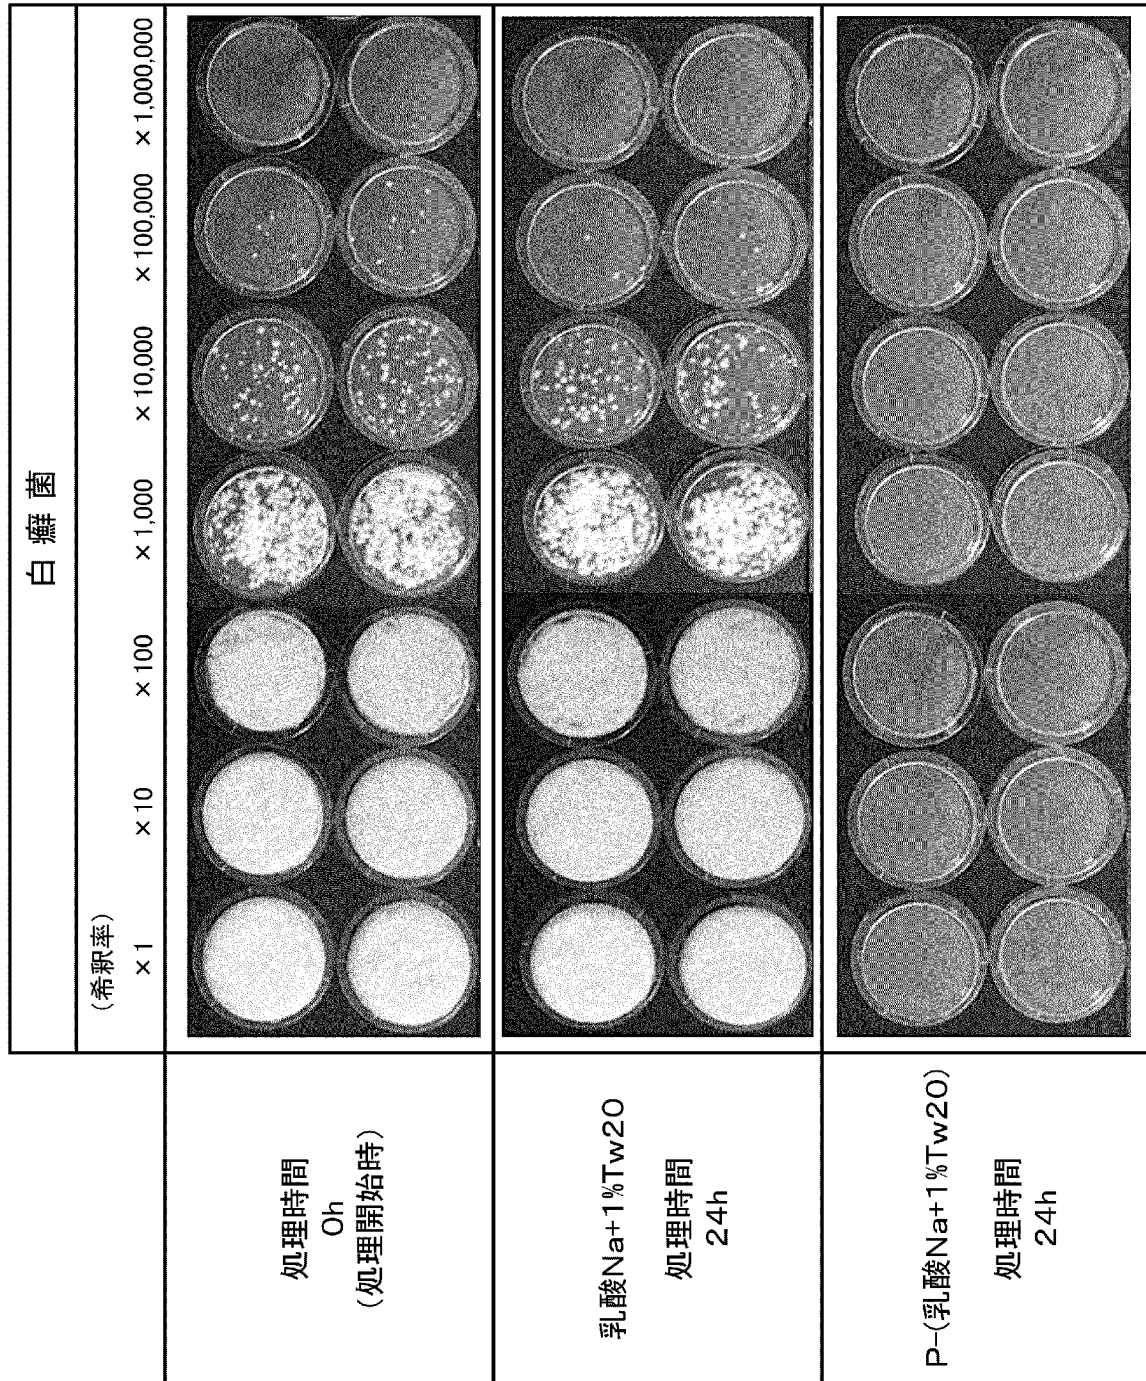 白癬菌
(希釈率)
×1 ×10 ×100 ×1,000 ×10,000 ×100,000 ×1,000,000
処理時間
0h
(処理開始時)
乳酸Na+1%Tw20
処理時間
24h
P-(乳酸Na+1%Tw20)
処理時間
24h